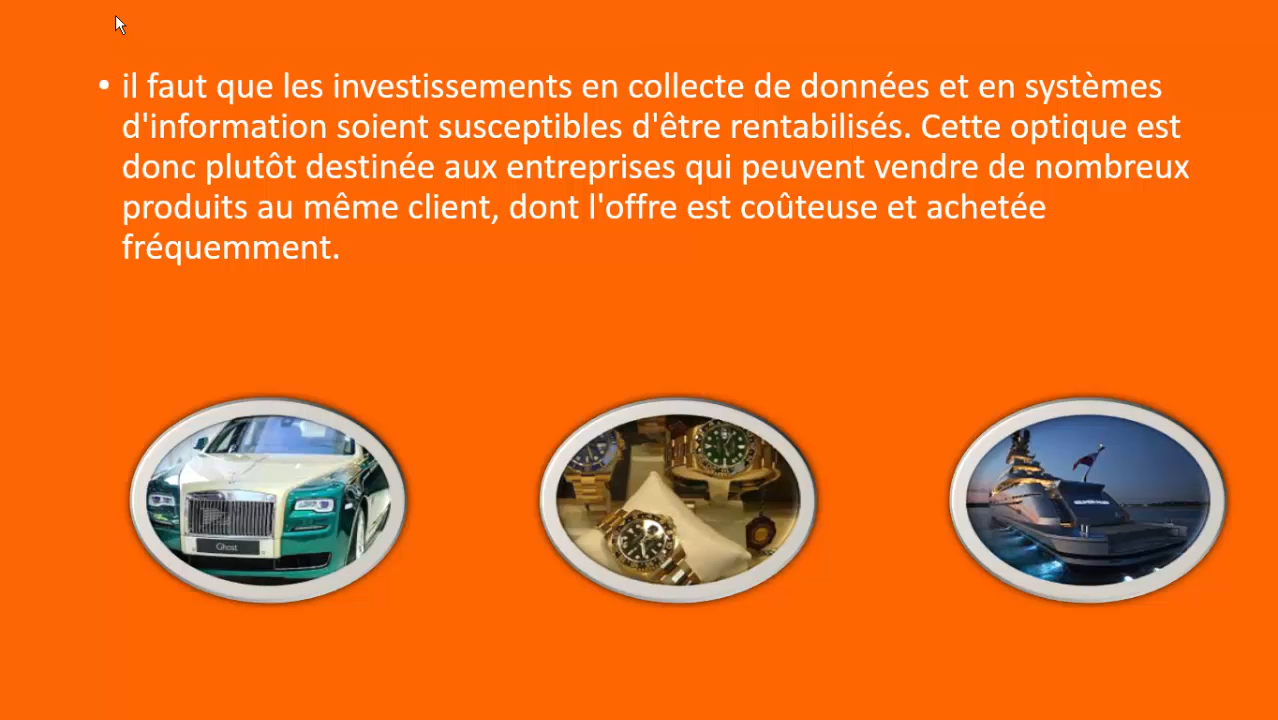 • il faut que les investissements en collecte de données et en systèmes
d'information soient susceptibles d'être rentabilisés. Cette optique est
donc plutôt destinée aux entreprises qui peuvent vendre de nombreux
produits au même client, dont l'offre est coûteuse et achetée
fréquemment.
Ghost